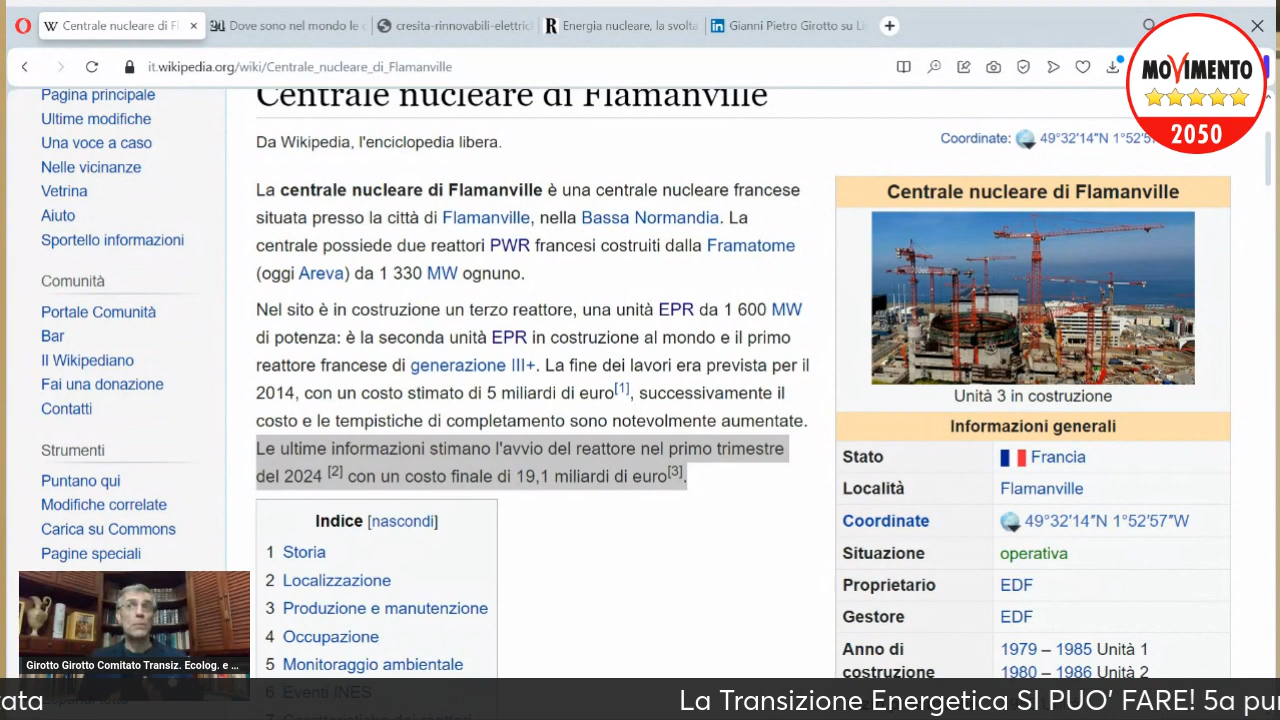 Centrale nucleare di Fl
Dove sono nel mondo le c
cresita-rinnovabili-elettric
Energia nucleare, la svolta
Gianni Pietro Girotto su Li
it.wikipedia.org/wiki/Centrale_nucleare_di_Flamanville
MOVIMENTO
2050
Pagina principale
Ultime modifiche
Una voce a caso
Nelle vicinanze
Vetrina
Aiuto
Sportello informazioni
Comunità
Portale Comunità
Bar
Il Wikipediano
Fai una donazione
Contatti
Strumenti
Puntano qui
Modifiche correlate
Carica su Commons
Pagine speciali
Centrale nucleare di Flamanville
Da Wikipedia, l'enciclopedia libera.
Coordinate: 49°32′14″N 1°52′57
La centrale nucleare di Flamanville è una centrale nucleare francese
situata presso la città di Flamanville, nella Bassa Normandia. La
centrale possiede due reattori PWR francesi costruiti dalla Framatome
(oggi Areva) da 1 330 MW ognuno.
Nel sito è in costruzione un terzo reattore, una unità EPR da 1 600 MW
di potenza: è la seconda unità EPR in costruzione al mondo e il primo
reattore francese di generazione III+. La fine dei lavori era prevista per il
2014, con un costo stimato di 5 miliardi di euro[1], successivamente il
costo e le tempistiche di completamento sono notevolmente aumentate.
Le ultime informazioni stimano l'avvio del reattore nel primo trimestre
del 2024 [2] con un costo finale di 19,1 miliardi di euro[3].
Indice [nascondi]
1 Storia
2 Localizzazione
3 Produzione e manutenzione
4 Occupazione
5 Monitoraggio ambientale
6 Eventi INES
Centrale nucleare di Flamanville
Unità 3 in costruzione
Informazioni generali
Stato Francia
Località Flamanville
Coordinate 49°32′14″N 1°52′57″W
Situazione operativa
Proprietario EDF
Gestore EDF
Anno di
costruzione
1979 – 1985 Unità 1
1980 – 1986 Unità 2
Girotto Girotto Comitato Transiz. Ecolog. e ...
tata
La Transizione Energetica SI PUO' FARE! 5a pun